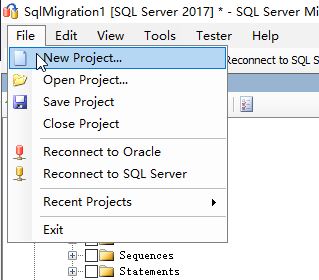 SqlMigration1 [SQL Server 2017] * - SQL Server Mi
File Edit View Tools Tester Help
New Project...
Reconnect to SQL
Open Project...
Save Project
Close Project
Reconnect to Oracle
Reconnect to SQL Server
Recent Projects
Exit
Sequences
Statements